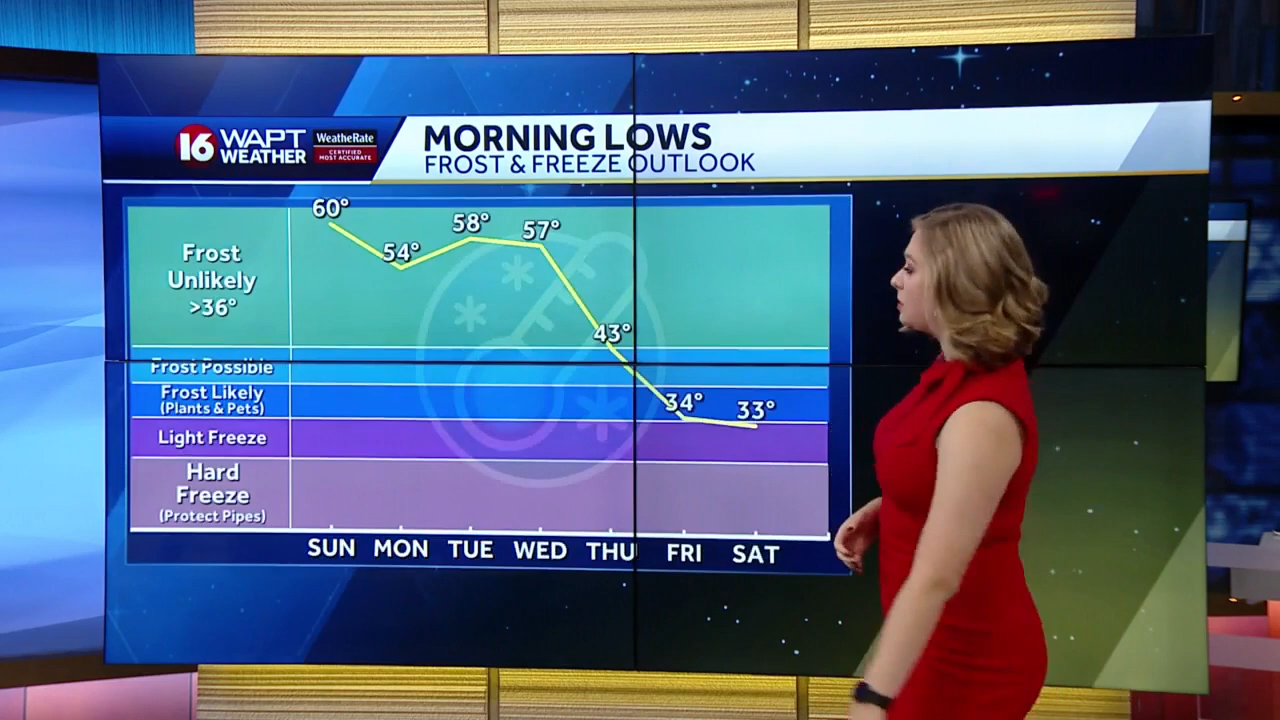 16 WAPT
WEATHER
WeatheRate
CERTIFIED
MOST ACCURATE
MORNING LOWS
FROST & FREEZE OUTLOOK
60°
54°
58°
57°
43°
34°
33°
Frost
Unlikely
>36°
Frost Possible
Frost Likely
(Plants & Pets)
Light Freeze
Hard
Freeze
(Protect Pipes)
SUN MON TUE WED THU FRI SAT